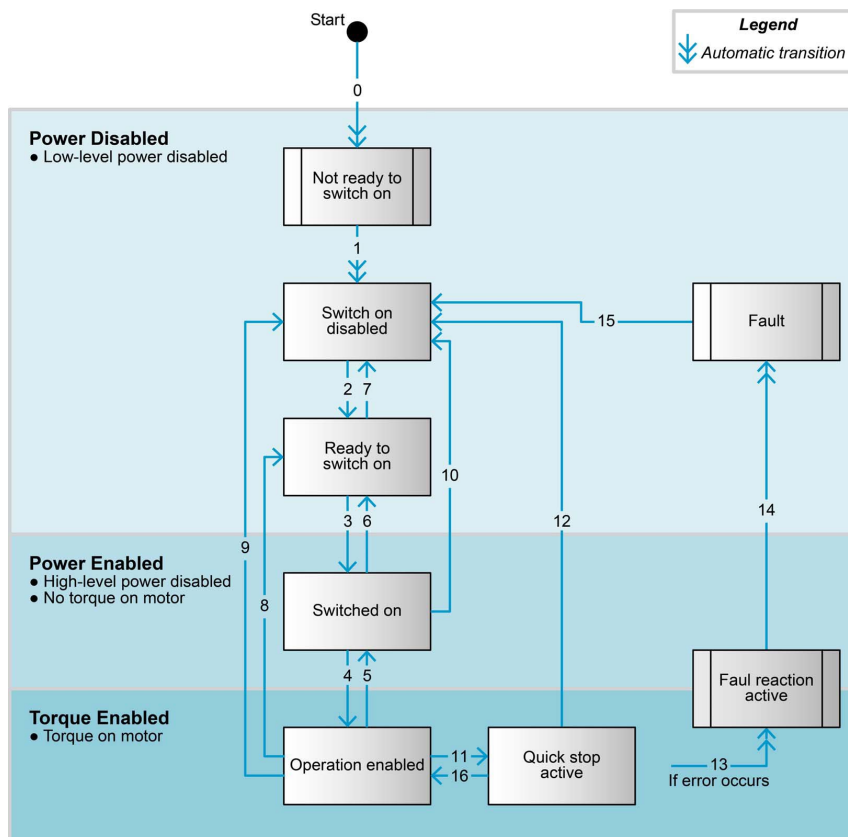 Start
Legend
Automatic transition
0
Power Disabled
● Low-level power disabled
Not ready to
switch on
1
Switch on
disabled
15
Fault
2
7
Ready to
switch on
10
3
6
12
14
Power Enabled
● High-level power disabled
● No torque on motor
9
8
Switched on
4
5
Faul reaction
active
Torque Enabled
● Torque on motor
Operation enabled
11
16
Quick stop
active
13
If error occurs